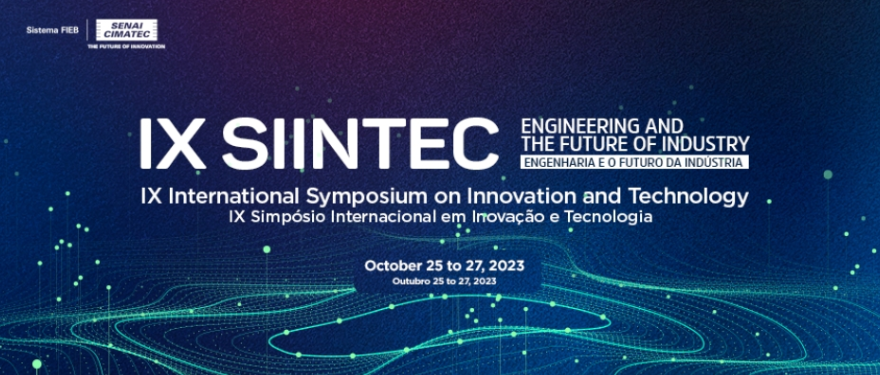 Sistema FIEB
SENAI
CIMATEC
THE FUTURE OF INNOVATION
IX SIINTEC
ENGINEERING AND
THE FUTURE OF INDUSTRY
ENGENHARIA E O FUTURO DA INDÚSTRIA
IX International Symposium on Innovation and Technology
IX Simpósio Internacional em Inovação e Tecnologia
October 25 to 27, 2023
Outubro 25 to 27, 2023